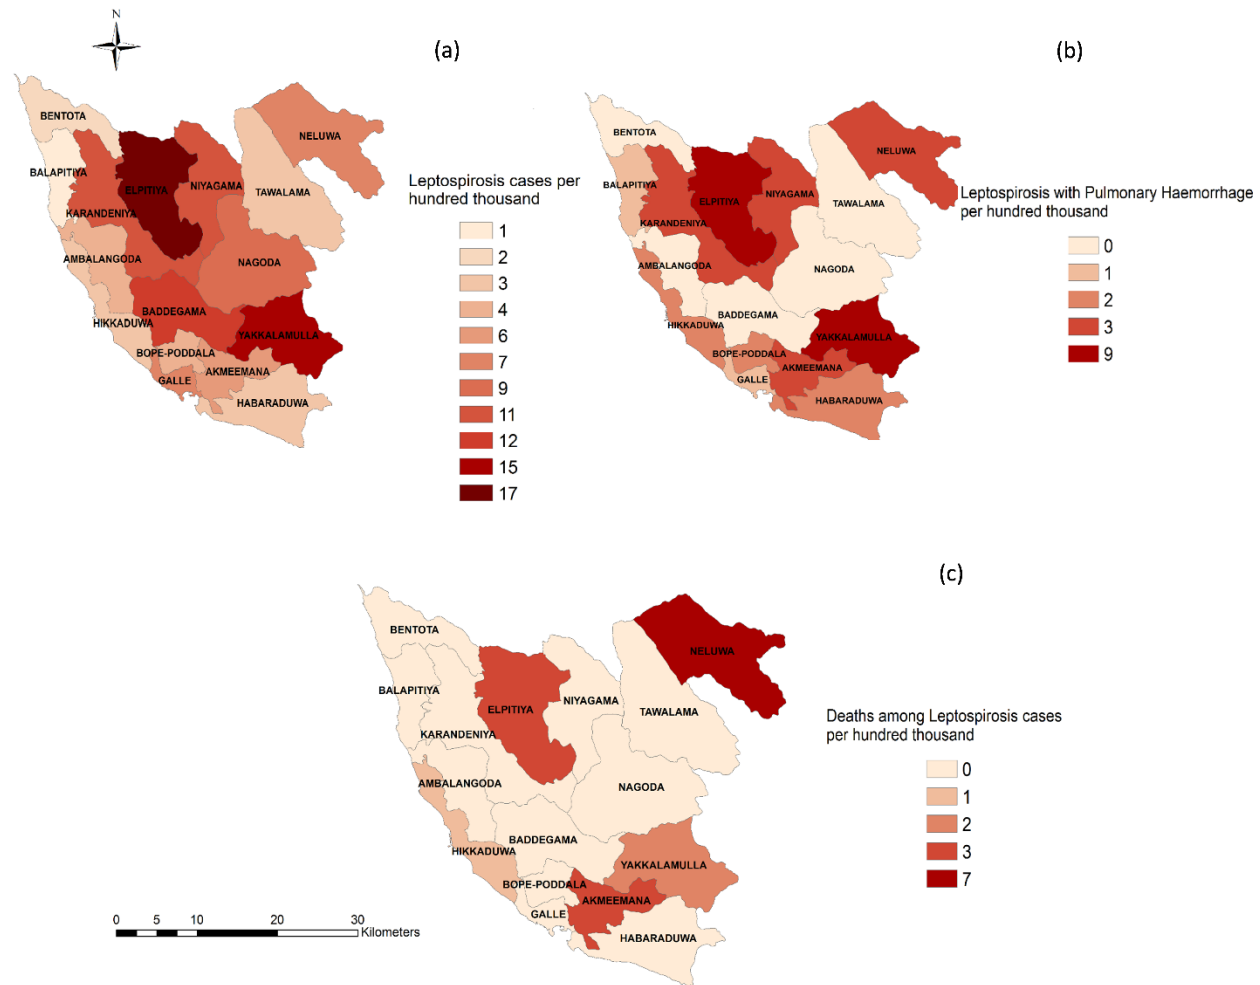 N
(a)
BENTOTA
NELUWA
BALAPITIYA
ELPITIYA
NIYAGAMA
TAWALAMA
KARANDENIYA
AMBALANGODA
NAGODA
BADDEGAMA
HIKKADUWA
YAKKALAMULLA
BOPE-PODDALA
AKMEEMANA
GALLE
HABARADUWA
Leptospirosis cases per
hundred thousand
1
2
3
4
6
7
9
11
12
15
17
(b)
BENTOTA
NELUWA
BALAPITIYA
ELPITIYA
NIYAGAMA
TAWALAMA
KARANDENIYA
AMBALANGODA
NAGODA
BADDEGAMA
HIKKADUWA
YAKKALAMULLA
BOPE-PODDALA
AKMEEMANA
GALLE
HABARADUWA
Leptospirosis with Pulmonary Haemorrhage
per hundred thousand
0
1
2
3
9
(c)
BENTOTA
NELUWA
BALAPITIYA
ELPITIYA
NIYAGAMA
TAWALAMA
KARANDENIYA
AMBALANGODA
NAGODA
BADDEGAMA
HIKKADUWA
YAKKALAMULLA
BOPE-PODDALA
AKMEEMANA
GALLE
HABARADUWA
Deaths among Leptospirosis cases
per hundred thousand
0
1
2
3
7
0 5 10 20 30
Kilometers